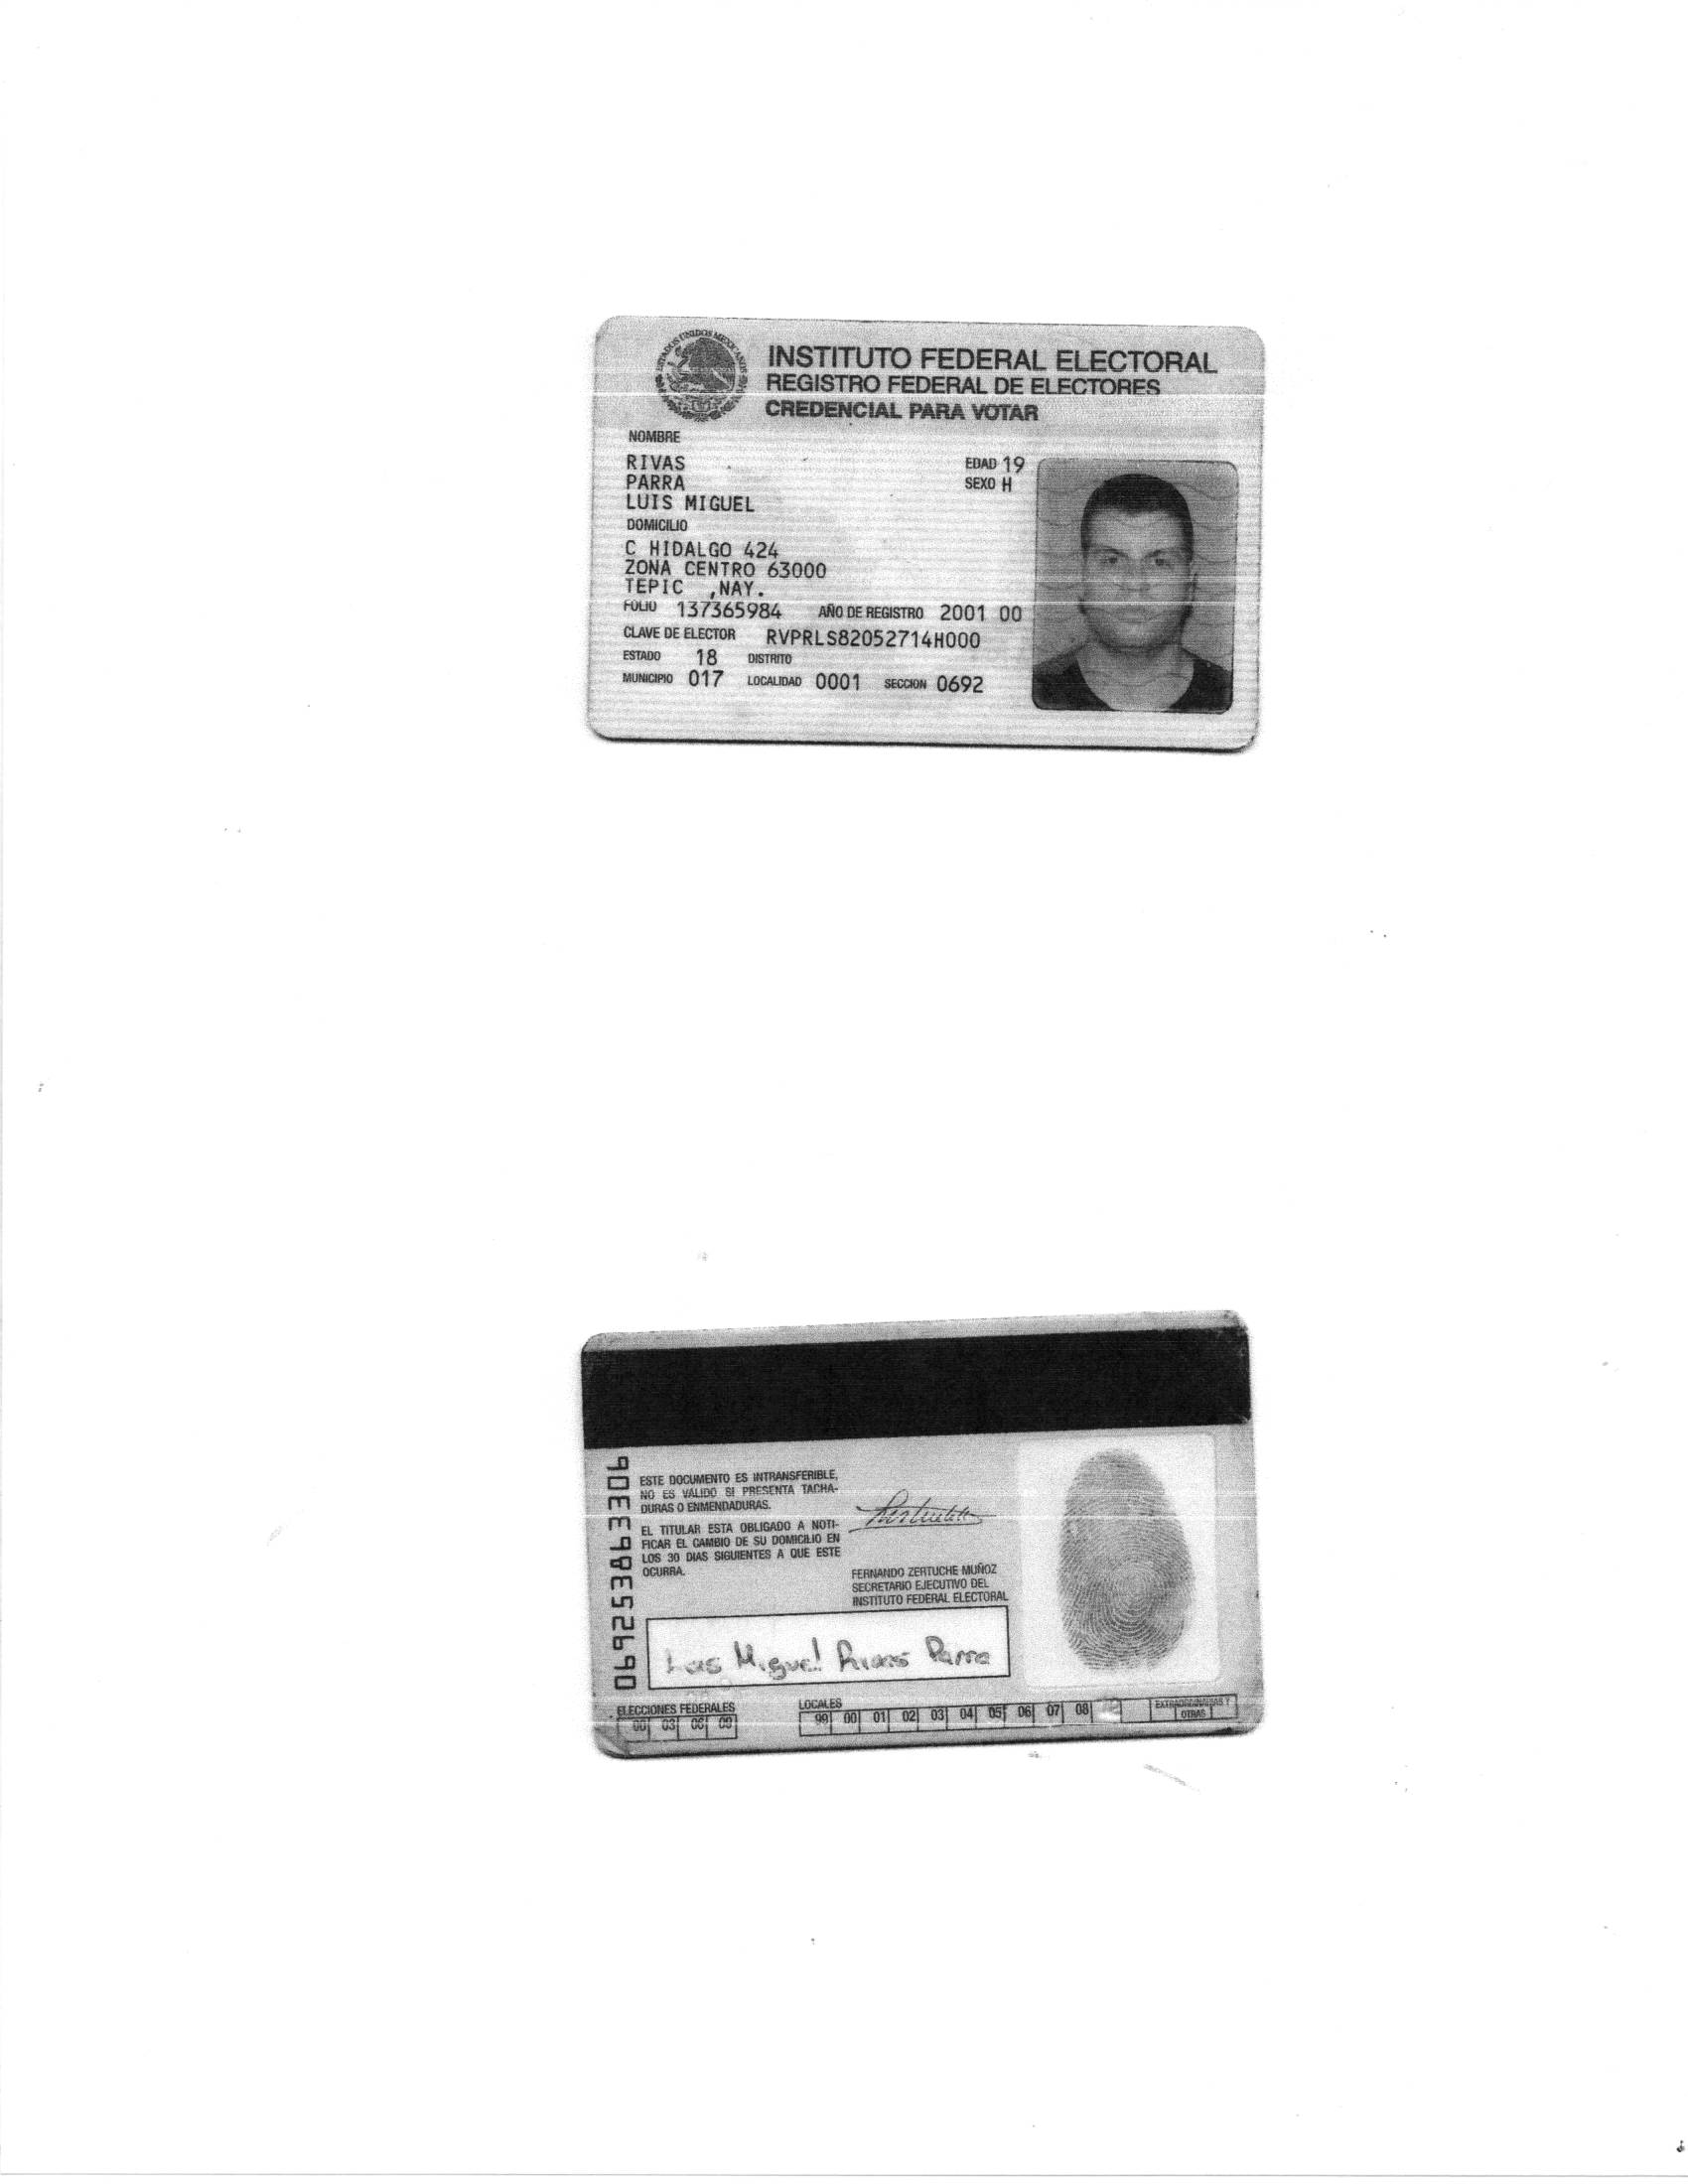 ESTADOS UNIDOS MEXICANOS
INSTITUTO FEDERAL ELECTORAL
REGISTRO FEDERAL DE ELECTORES
CREDENCIAL PARA VOTAR
NOMBRE
RIVAS EDAD 19
PARRA SEXO H
LUIS MIGUEL
DOMICILIO
C HIDALGO 424
ZONA CENTRO 63000
TEPIC ,NAY.
FOLIO 137365984 AÑO DE REGISTRO 2001 00
CLAVE DE ELECTOR RVPRLS82052714H000
ESTADO 18 DISTRITO
MUNICIPIO 017 LOCALIDAD 0001 SECCION 0692
069253863306
ESTE DOCUMENTO ES INTRANSFERIBLE,
NO ES VALIDO SI PRESENTA TACHA-
DURAS O ENMENDADURAS.
EL TITULAR ESTA OBLIGADO A NOTI-
FICAR EL CAMBIO DE SU DOMICILIO EN
LOS 30 DIAS SIGUIENTES A QUE ESTE
OCURRA.
FERNANDO ZERTUCHE MUÑOZ
SECRETARIO EJECUTIVO DEL
INSTITUTO FEDERAL ELECTORAL
Luis Miguel Rivas Parra
ELECCIONES FEDERALES
00 03 06 09
LOCALES
99 00 01 02 03 04 05 06 07 08
EXTRAORDINARIAS Y
OTRAS